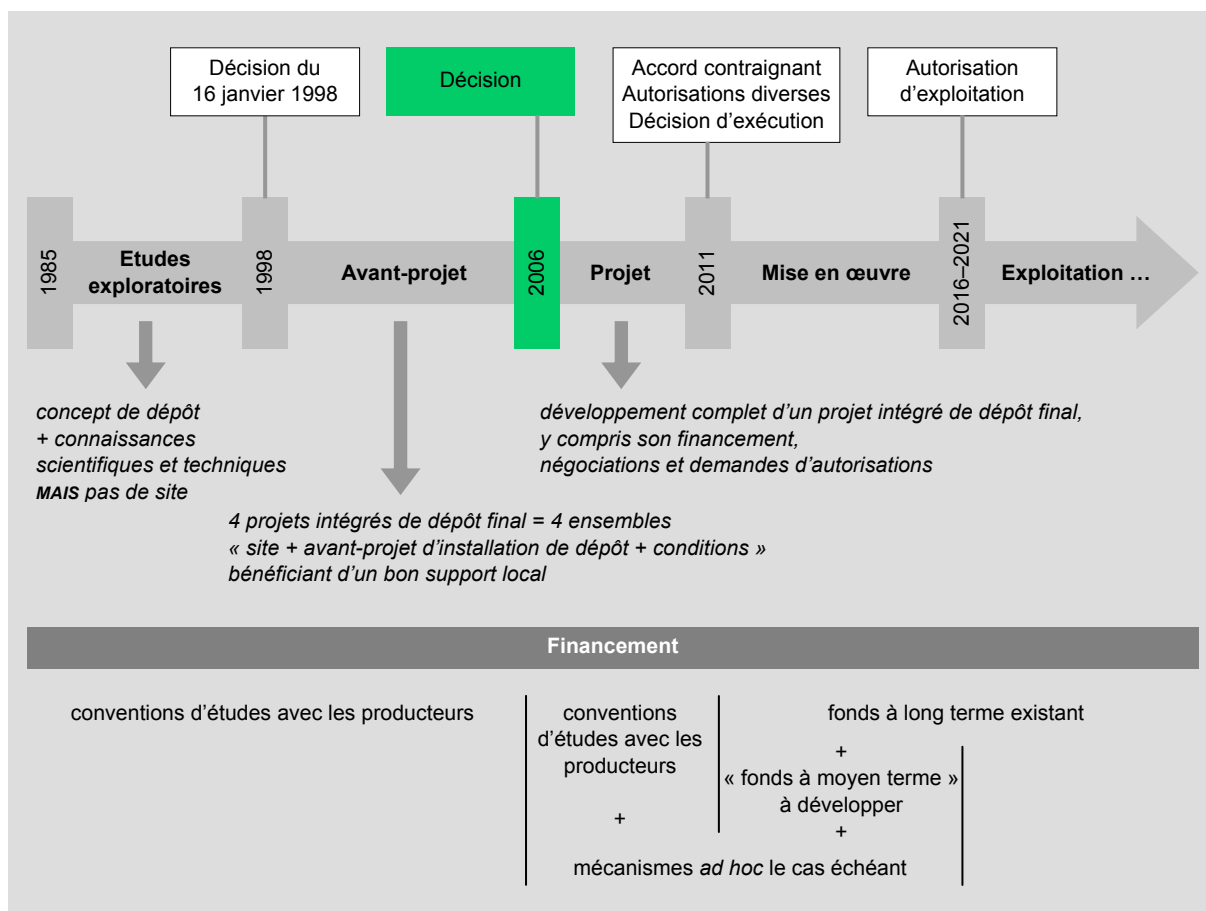 Décision du
16 janvier 1998
Décision
Accord contraignant
Autorisations diverses
Décision d’exécution
Autorisation
d’exploitation
1985
Etudes
exploratoires
1998
Avant-projet
2006
Projet
2011
Mise en œuvre
2016–2021
Exploitation …
concept de dépôt
+ connaissances
scientifiques et techniques
MAIS pas de site
développement complet d’un projet intégré de dépôt final,
y compris son financement,
négociations et demandes d’autorisations
4 projets intégrés de dépôt final = 4 ensembles
« site + avant-projet d’installation de dépôt + conditions »
bénéficiant d’un bon support local
Financement
conventions d’études avec les producteurs
conventions
d’études avec les
producteurs
+
fonds à long terme existant
+
« fonds à moyen terme »
à développer
+
mécanismes ad hoc le cas échéant